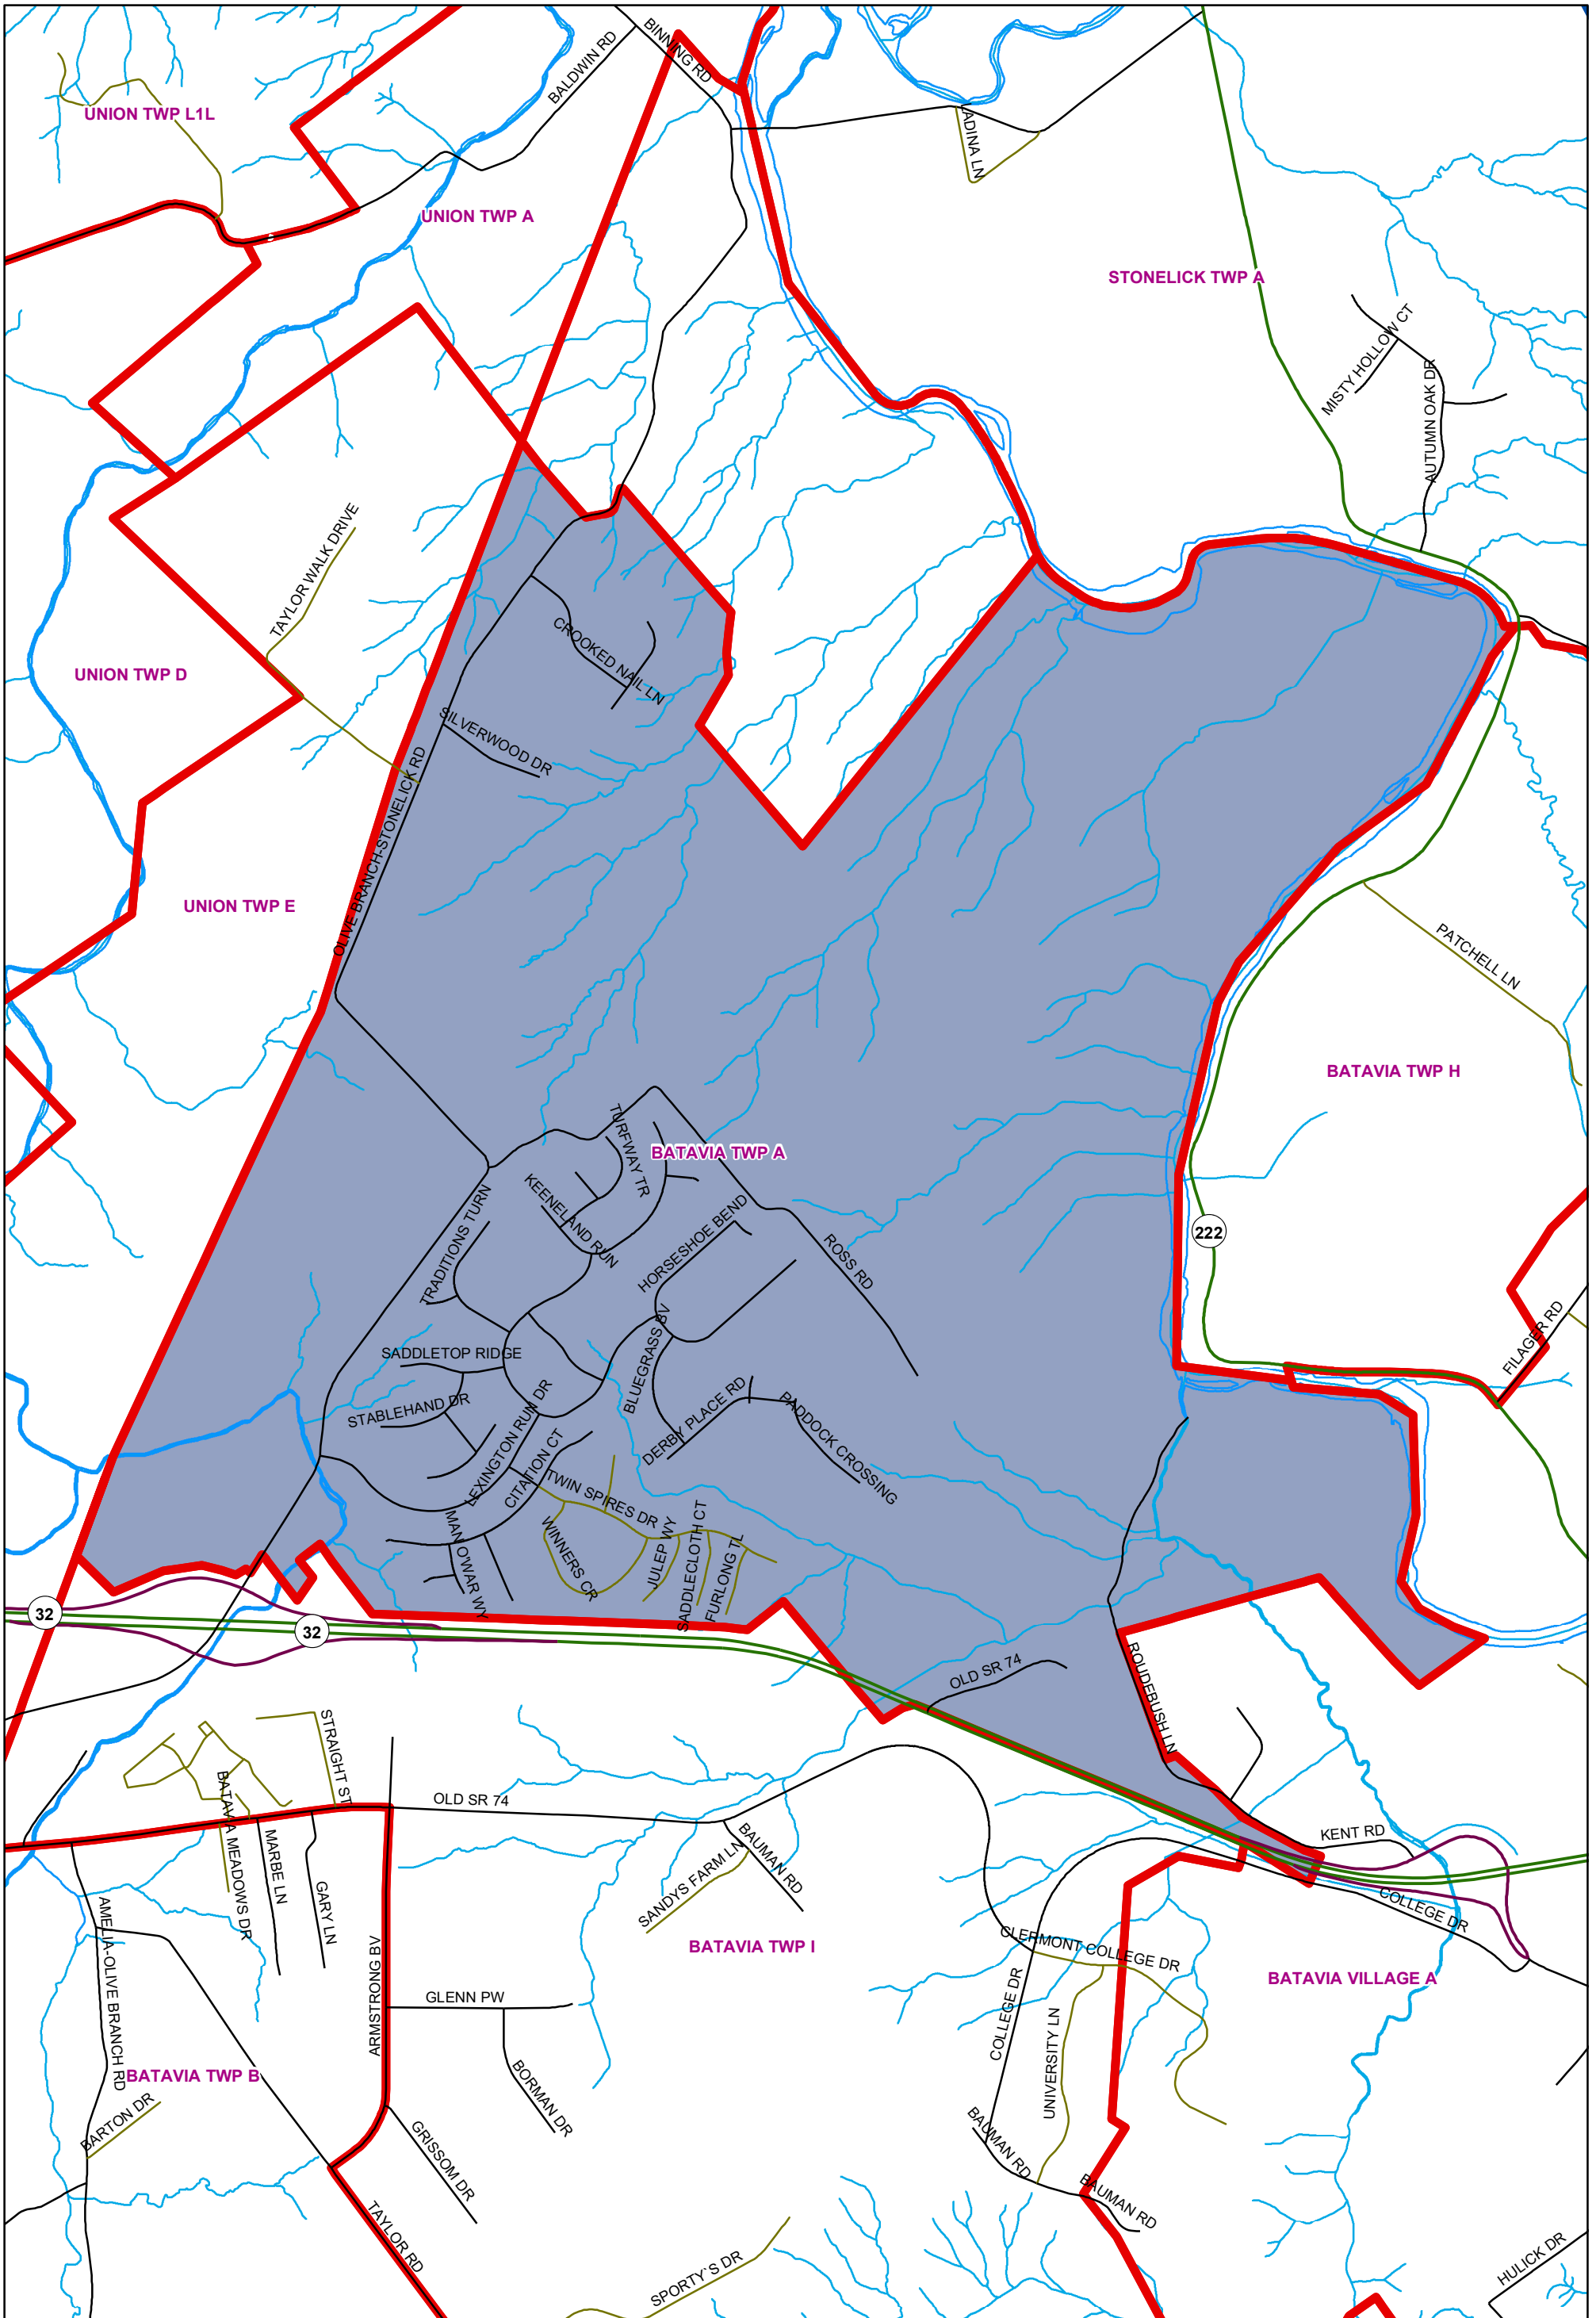 BINNING RD
BALDWIN RD
UNION TWP L1L
LADINA LN
UNION TWP A
STONELICK TWP A
MISTY HOLLOW CT
AUTUMN OAK DR
TAYLOR WALK DRIVE
CROOKED NAIL LN
UNION TWP D
SILVERWOOD DR
OLIVE BRANCH-STONELICK RD
UNION TWP E
PATCHELL LN
BATAVIA TWP H
TURFWAY TR
BATAVIA TWP A
KEENELAND RUN
TRADITIONS TURN
HORSESHOE BEND
ROSS RD
222
FILAGER RD
SADDLETOP RIDGE
BLUEGRASS BV
STABLEHAND DR
LEXINGTON RUN DR
DERBY PLACE RD
PADDOCK CROSSING
CITATION CT
TWIN SPIRES DR
MAN O'WAR WY
WINNERS CR
JULEP WY
SADDLECLOTH CT
FURLONG TL
32
32
OLD SR 74
ROUDEBUSH LN
STRAIGHT ST
BATAVIA MEADOWS DR
OLD SR 74
MARBE LN
GARY LN
SANDYS FARM LN
BAUMAN RD
KENT RD
COLLEGE DR
AMELIA-OLIVE BRANCH RD
ARMSTRONG BV
BATAVIA TWP I
CLERMONT COLLEGE DR
BATAVIA VILLAGE A
GLENN PW
COLLEGE DR
UNIVERSITY LN
BATAVIA TWP B
BARTON DR
BORMAN DR
GRISSOM DR
BAUMAN RD
BAUMAN RD
TAYLOR RD
SPORTY'S DR
HULICK DR